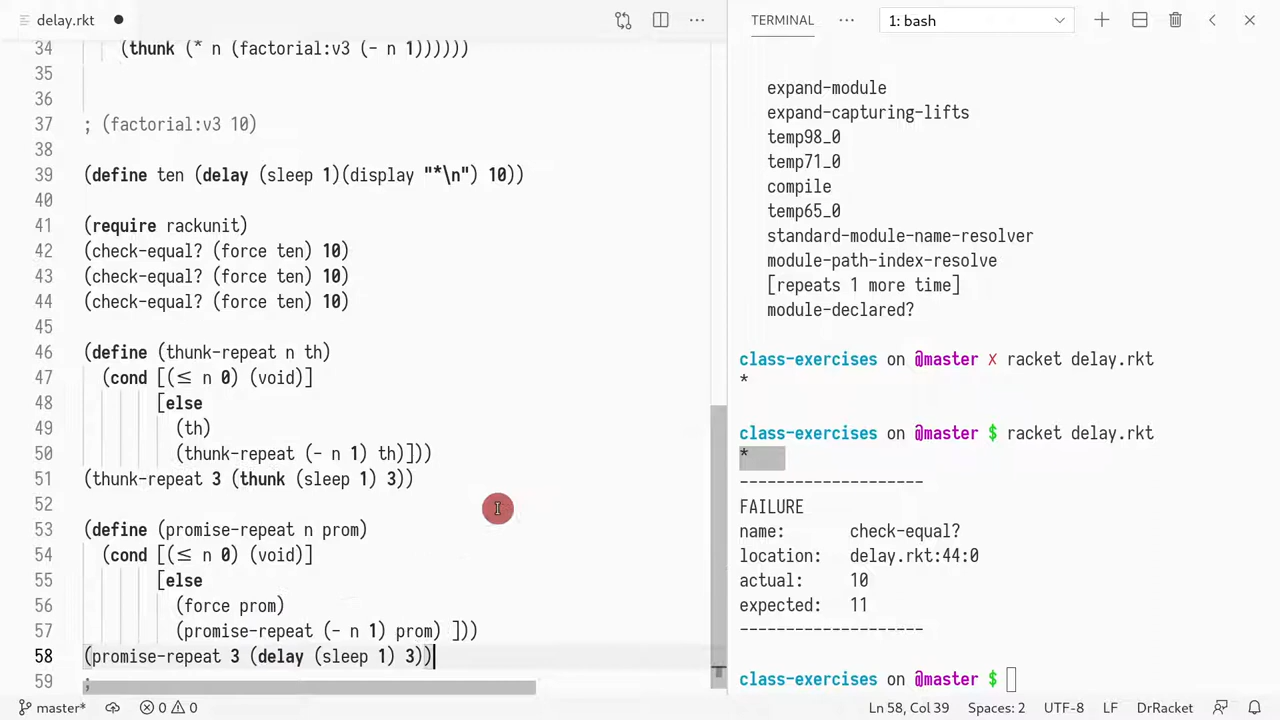 delay.rkt
34 (thunk (* n (factorial:v3 (- n 1))))))
35
36
37 ; (factorial:v3 10)
38
39 (define ten (delay (sleep 1)(display "*\n") 10))
40
41 (require rackunit)
42 (check-equal? (force ten) 10)
43 (check-equal? (force ten) 10)
44 (check-equal? (force ten) 10)
45
46 (define (thunk-repeat n th)
47 (cond [(≤ n 0) (void)]
48 [else
49 (th)
50 (thunk-repeat (- n 1) th)]))
51 (thunk-repeat 3 (thunk (sleep 1) 3))
52
53 (define (promise-repeat n prom)
54 (cond [(≤ n 0) (void)]
55 [else
56 (force prom)
57 (promise-repeat (- n 1) prom) ]))
58 (promise-repeat 3 (delay (sleep 1) 3))
59 ;
TERMINAL
1: bash
expand-module
expand-capturing-lifts
temp98_0
temp71_0
compile
temp65_0
standard-module-name-resolver
module-path-index-resolve
[repeats 1 more time]
module-declared?
class-exercises on @master x racket delay.rkt
*
class-exercises on @master $ racket delay.rkt
*
--------------------
FAILURE
name: check-equal?
location: delay.rkt:44:0
actual: 10
expected: 11
--------------------
class-exercises on @master $
master* 0 0 Ln 58, Col 39 Spaces: 2 UTF-8 LF DrRacket